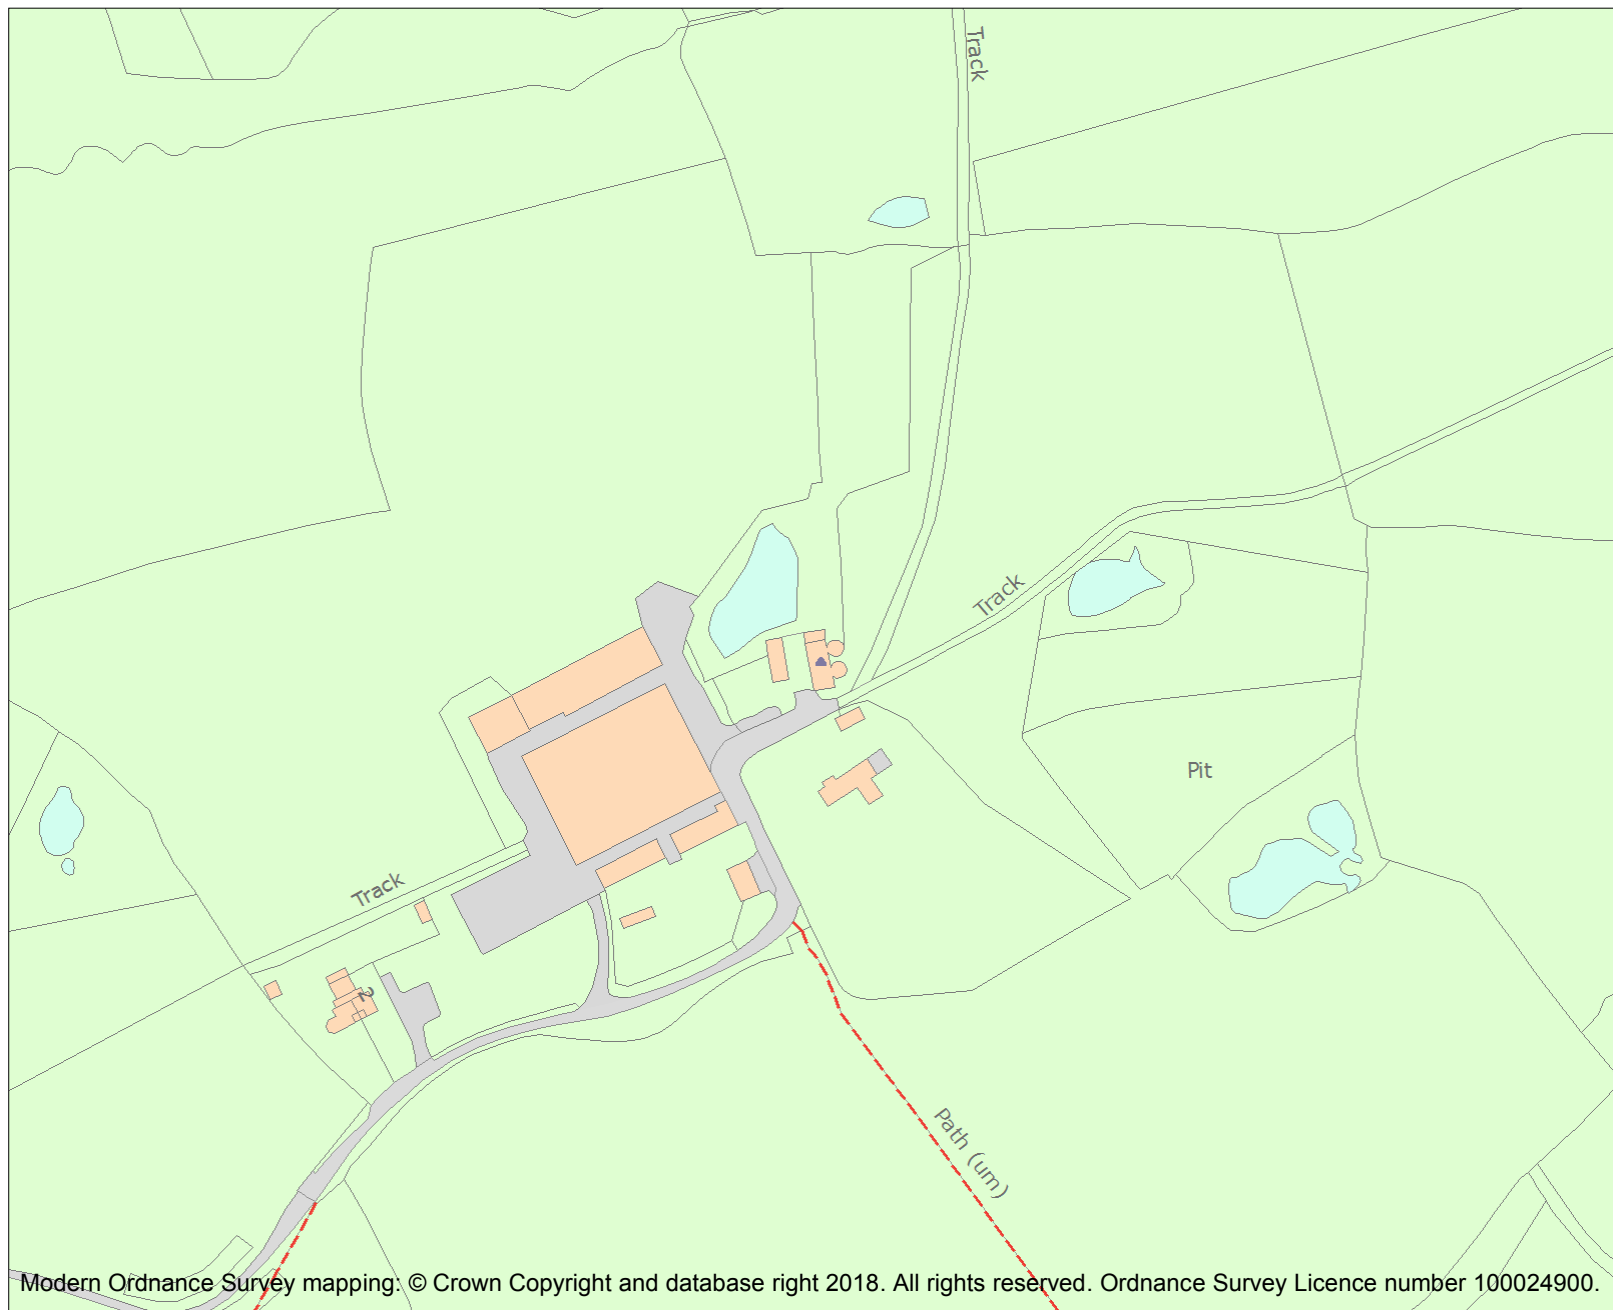 Track
Track
Pit
Track
2
Path (um)
Modern Ordnance Survey mapping: © Crown Copyright and database right 2018. All rights reserved. Ordnance Survey Licence number 100024900.